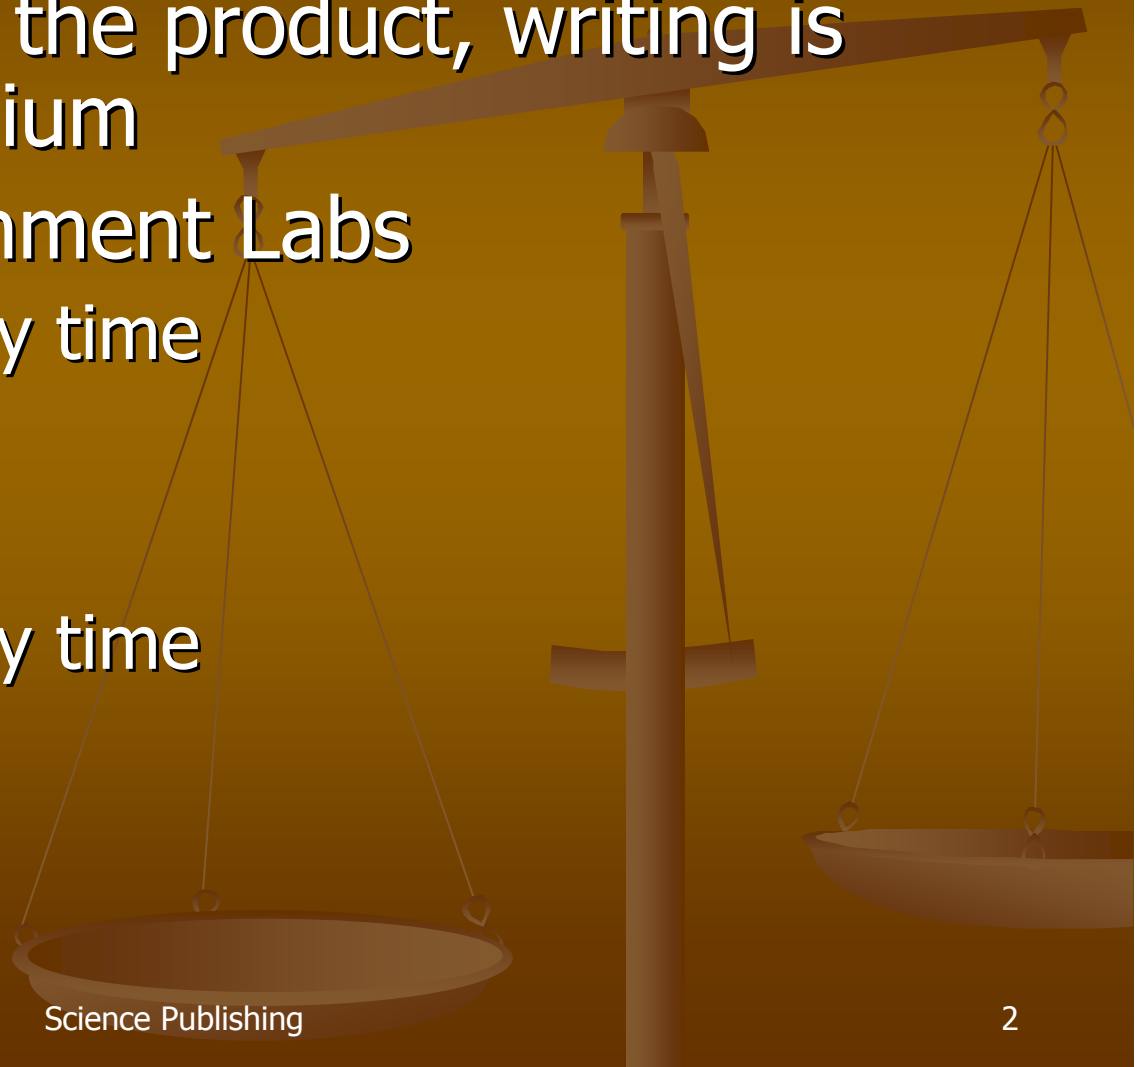 the product, writing is
ium
nment Labs
y time
y time
Science Publishing 2